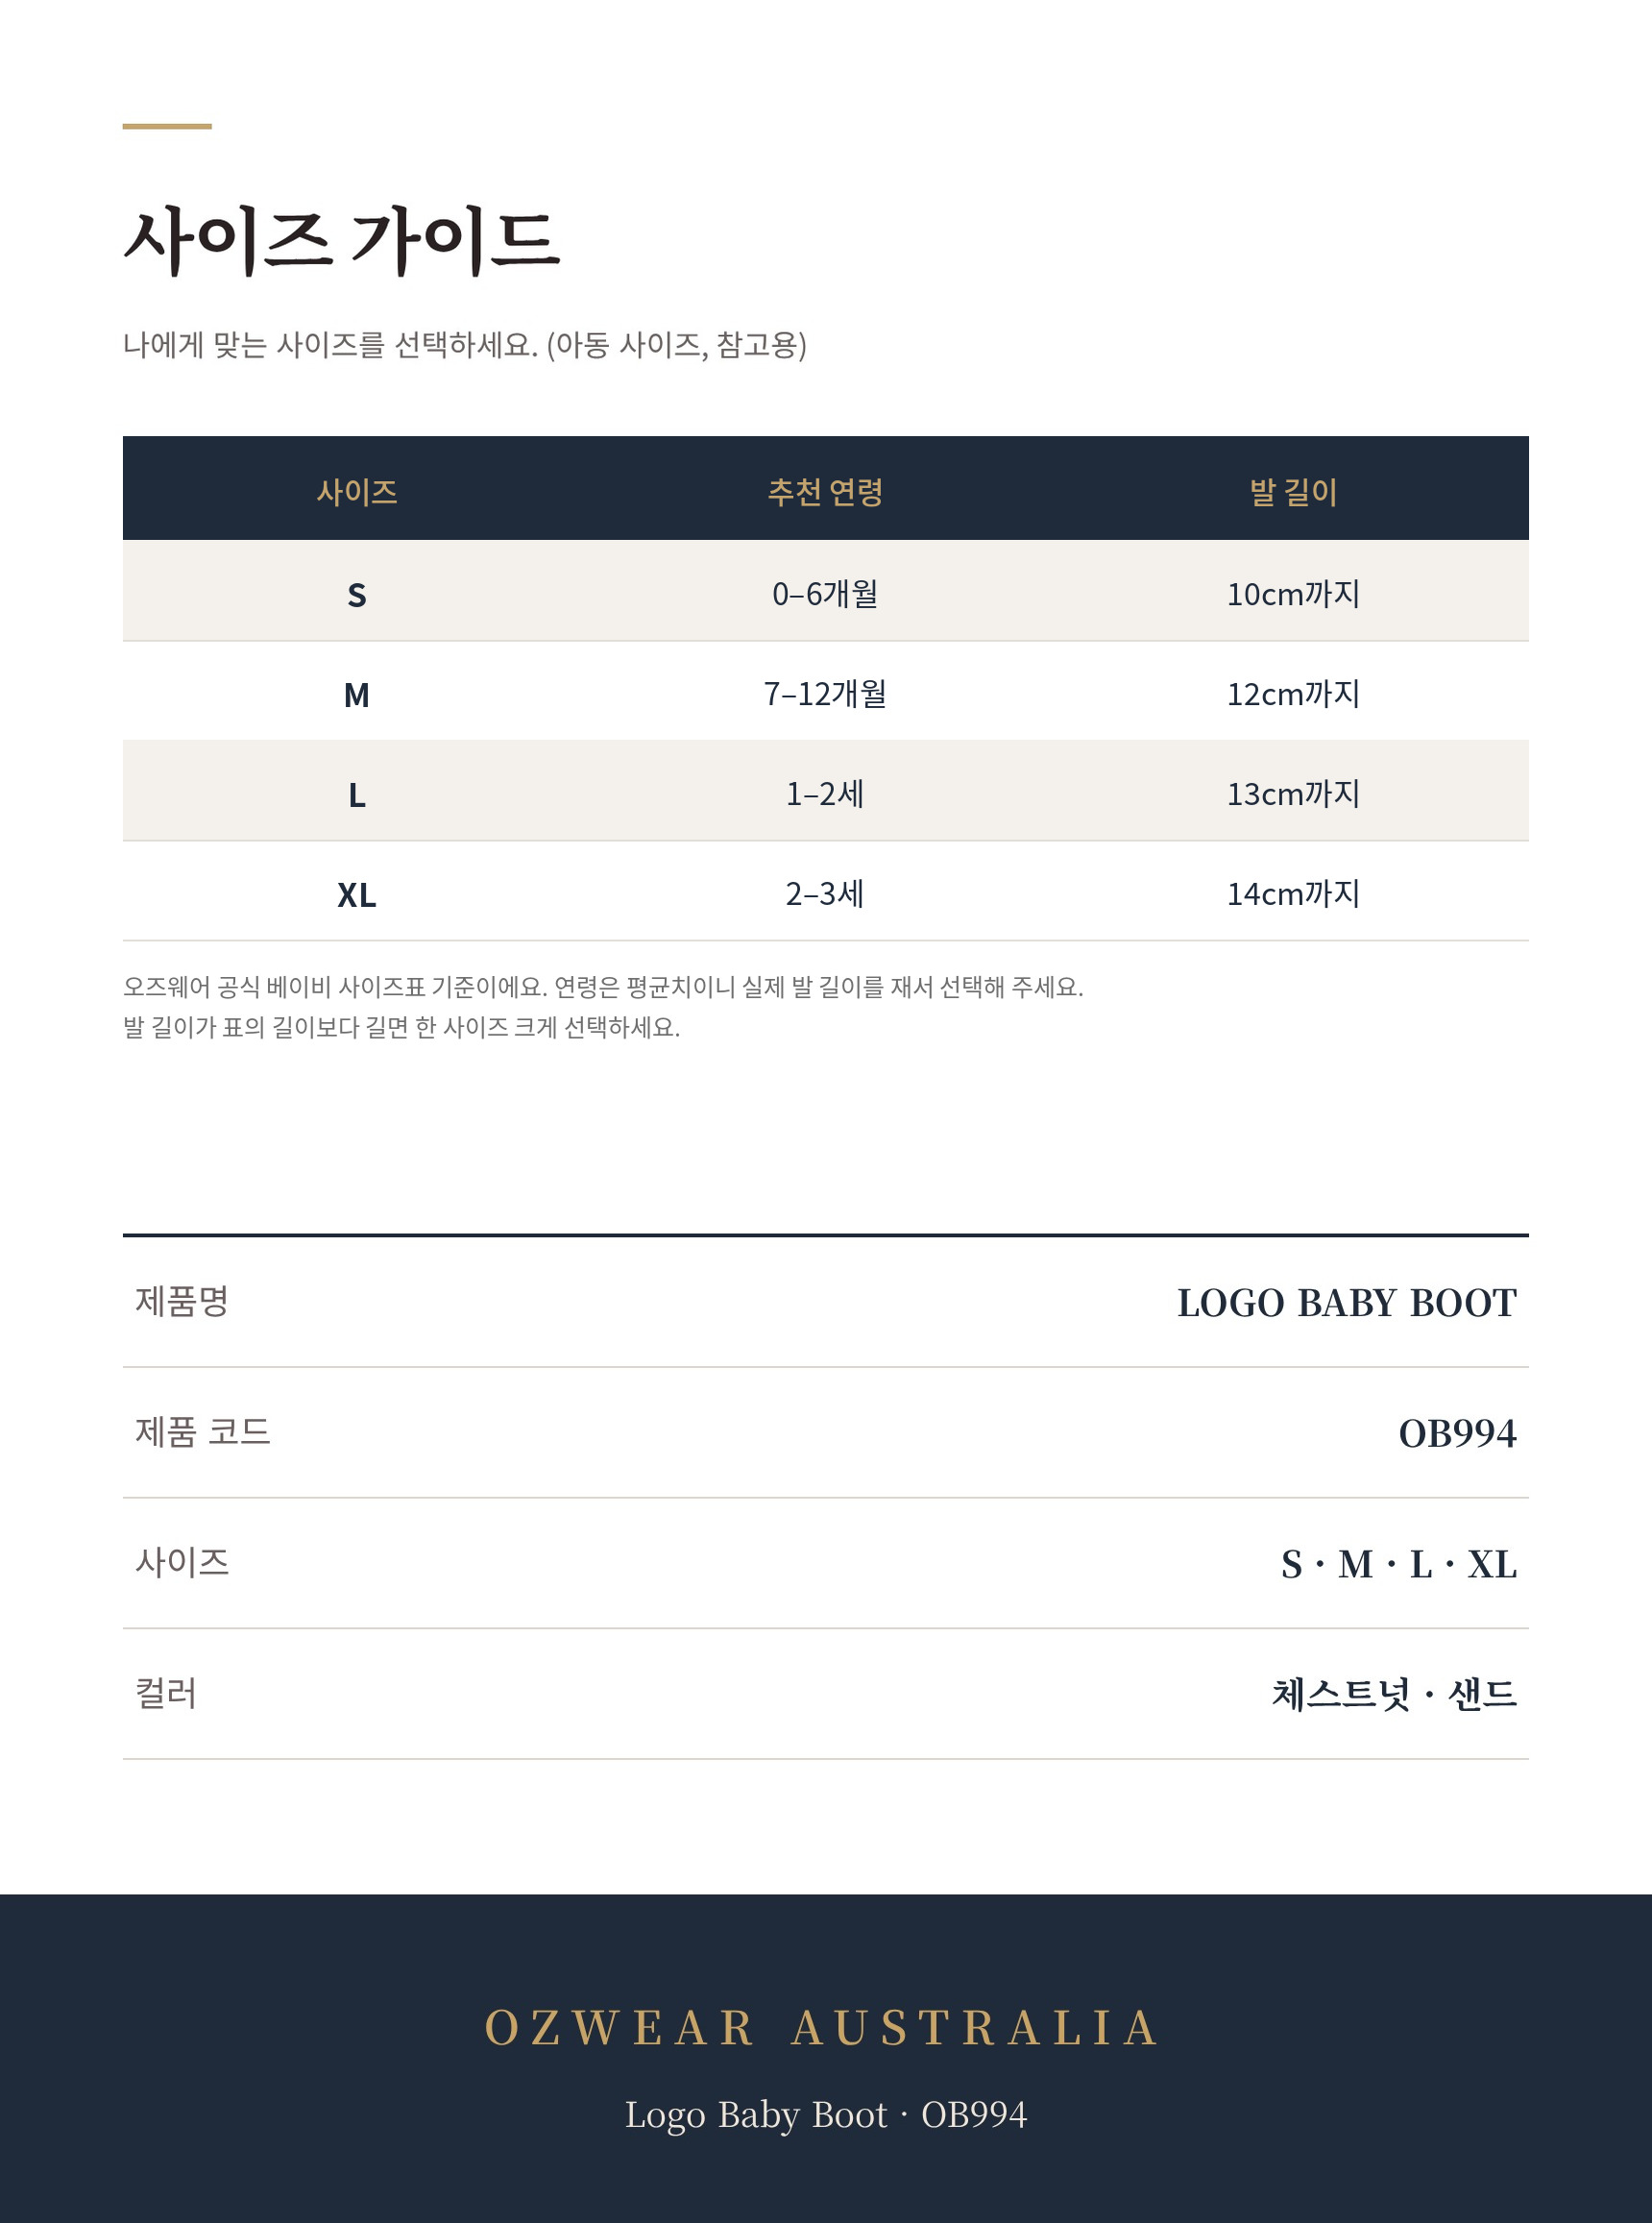 사이즈 가이드
나에게 맞는 사이즈를 선택하세요. (아동 사이즈, 참고용)
사이즈 추천 연령 발 길이
S 0–6개월 10cm까지
M 7–12개월 12cm까지
L 1–2세 13cm까지
XL 2–3세 14cm까지
오즈웨어 공식 베이비 사이즈표 기준이에요. 연령은 평균치이니 실제 발 길이를 재서 선택해 주세요.
발 길이가 표의 길이보다 길면 한 사이즈 크게 선택하세요.
제품명 LOGO BABY BOOT
제품 코드 OB994
사이즈 S · M · L · XL
컬러 체스트넛 · 샌드
OZWEAR AUSTRALIA
Logo Baby Boot · OB994